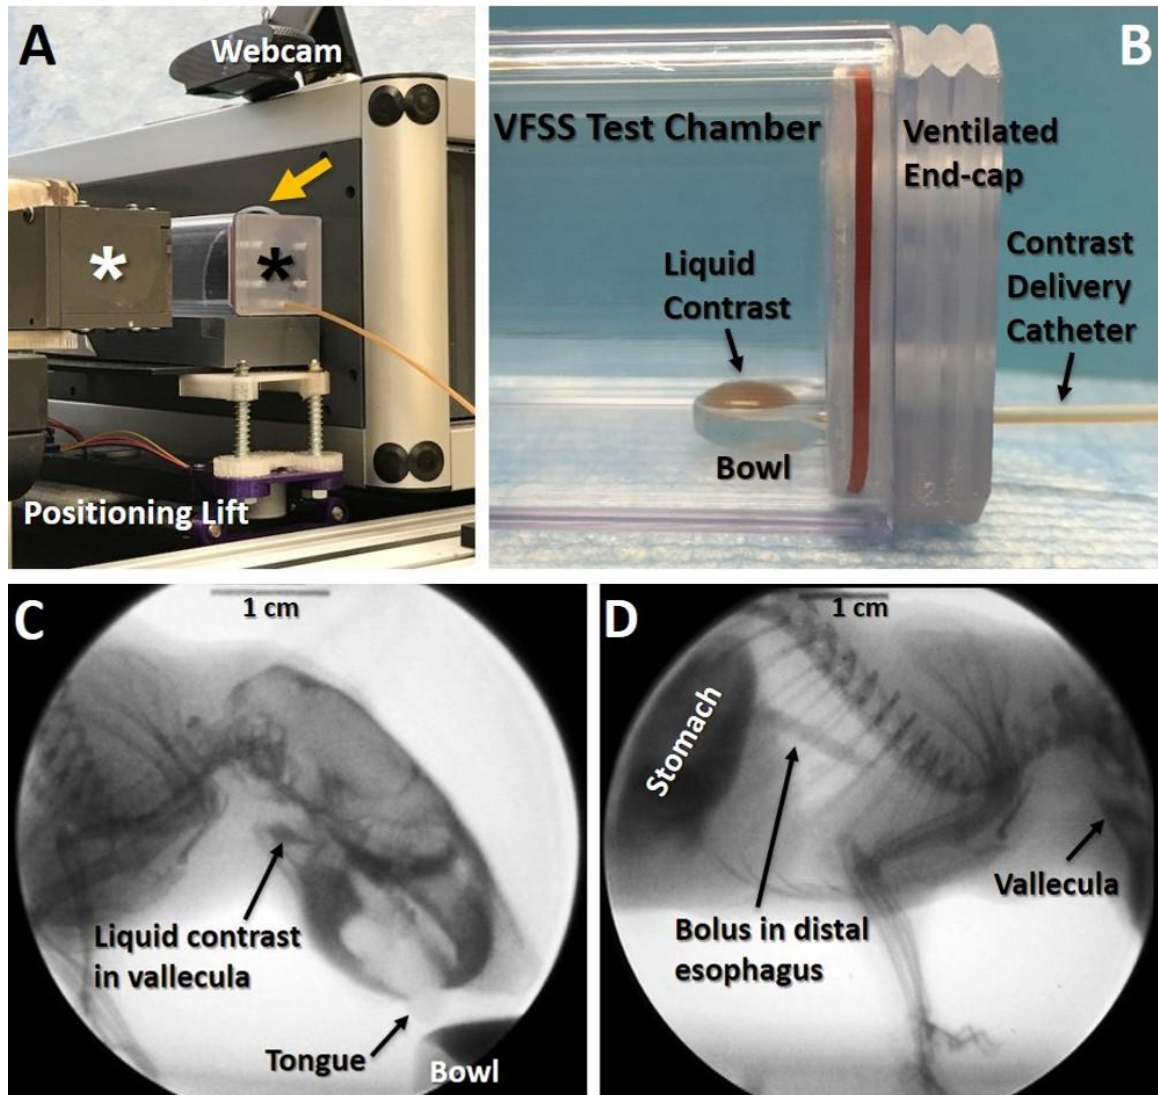 A
Webcam
*
*
Positioning Lift
B
VFSS Test Chamber
Ventilated
End-cap
Contrast
Delivery
Catheter
Liquid
Contrast
Bowl
C
1 cm
Liquid contrast
in vallecula
Tongue
Bowl
D
1 cm
Stomach
Vallecula
Bolus in distal
esophagus